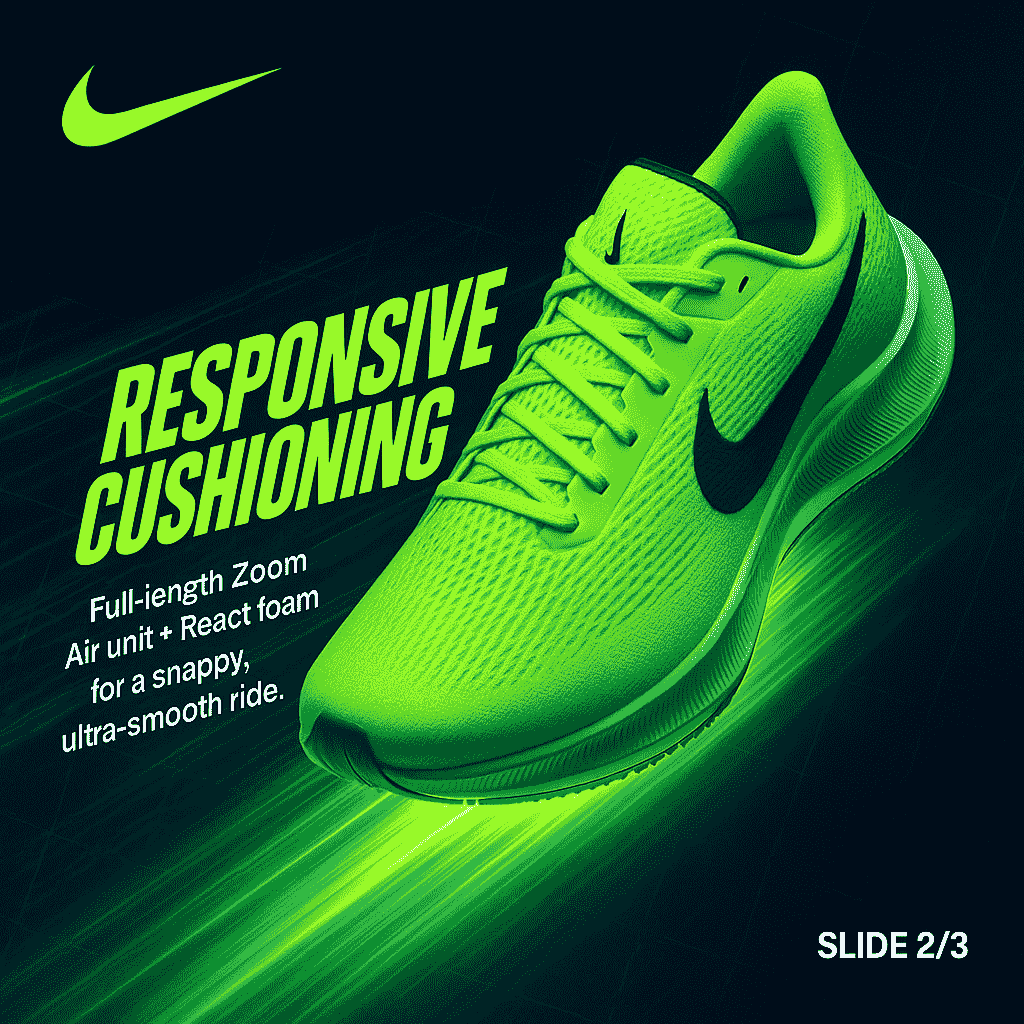 RESPONSIVE
CUSHIONING
Full-iength Zoom
Air unit + React foam
for a snappy,
ultra-smooth ride.
SLIDE 2/3